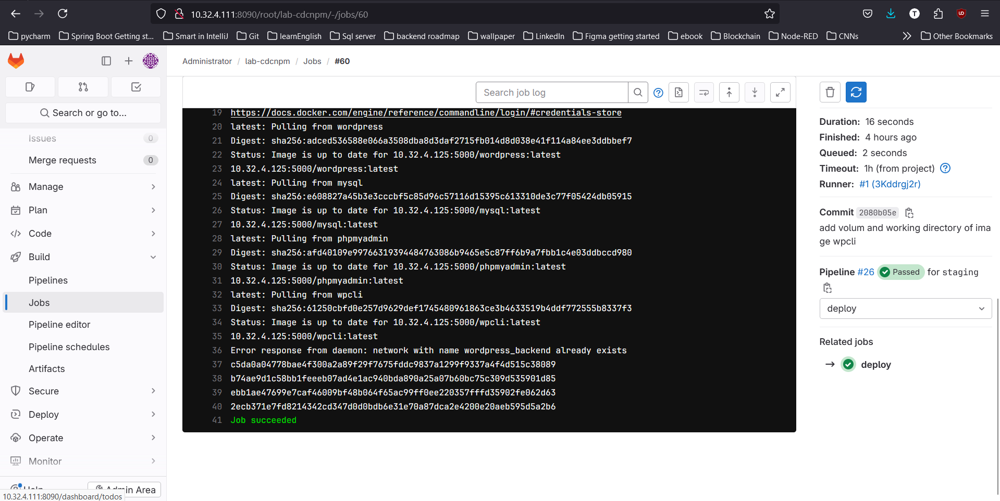 10.32.4.111:8090/root/lab-cdcnpm/-/jobs/60
T
pycharm Spring Boot Getting st... Smart in IntelliJ Git learnEnglish Sql server backend roadmap wallpaper LinkedIn Figma getting started ebook Blockchain Node-RED CNNs Other Bookmarks
Administrator / lab-cdcnpm / Jobs / #60
Search or go to...
Issues 0
Merge requests 0
Manage
Plan
Code
Build
Pipelines
Jobs
Pipeline editor
Pipeline schedules
Artifacts
Secure
Deploy
Operate
Monitor
Help
Admin Area
10.32.4.111:8090/dashboard/todos
Search job log
19 https://docs.docker.com/engine/reference/commandline/login/#credentials-store
20 latest: Pulling from wordpress
21 Digest: sha256:adced536588e066a3508dba8d3daf2715fb014d8d038e41f114a84ee3ddbbef7
22 Status: Image is up to date for 10.32.4.125:5000/wordpress:latest
23 10.32.4.125:5000/wordpress:latest
24 latest: Pulling from mysql
25 Digest: sha256:e608827a45b3e3cccbf5c85d96c57116d15395c613310de3c77f05424db05915
26 Status: Image is up to date for 10.32.4.125:5000/mysql:latest
27 10.32.4.125:5000/mysql:latest
28 latest: Pulling from phpmyadmin
29 Digest: sha256:afd40109e99766319394484763086b9465e5c87ff6b9a7fbb1c4e03ddbccd980
30 Status: Image is up to date for 10.32.4.125:5000/phpmyadmin:latest
31 10.32.4.125:5000/phpmyadmin:latest
32 latest: Pulling from wpcli
33 Digest: sha256:61250cbfd0e257d9629def1745480961863ce3b4633519b4ddf772555b8337f3
34 Status: Image is up to date for 10.32.4.125:5000/wpcli:latest
35 10.32.4.125:5000/wpcli:latest
36 Error response from daemon: network with name wordpress_backend already exists
37 c5da0a04778bae4f300a2a89f29f7675fddc9837a1299f9337a4f4d515c38089
38 b74ae9d1c58bb1feeeb07ad4e1ac940bda890a25a07b60bc75c309d535901d85
39 ebb1ae47699e7caf46009bf48b064f65ac99ff0ee220357fffd35902fe062d63
40 2ecb371e7fd8214342cd347d0d0bdb6e31e70a87dca2e4200e20aeb595d5a2b6
41 Job succeeded
Duration: 16 seconds
Finished: 4 hours ago
Queued: 2 seconds
Timeout: 1h (from project)
Runner: #1 (3Kddrgj2r)
Commit 2080b05e
add volum and working directory of ima
ge wpcli
Pipeline #26 Passed for staging
deploy
Related jobs
deploy